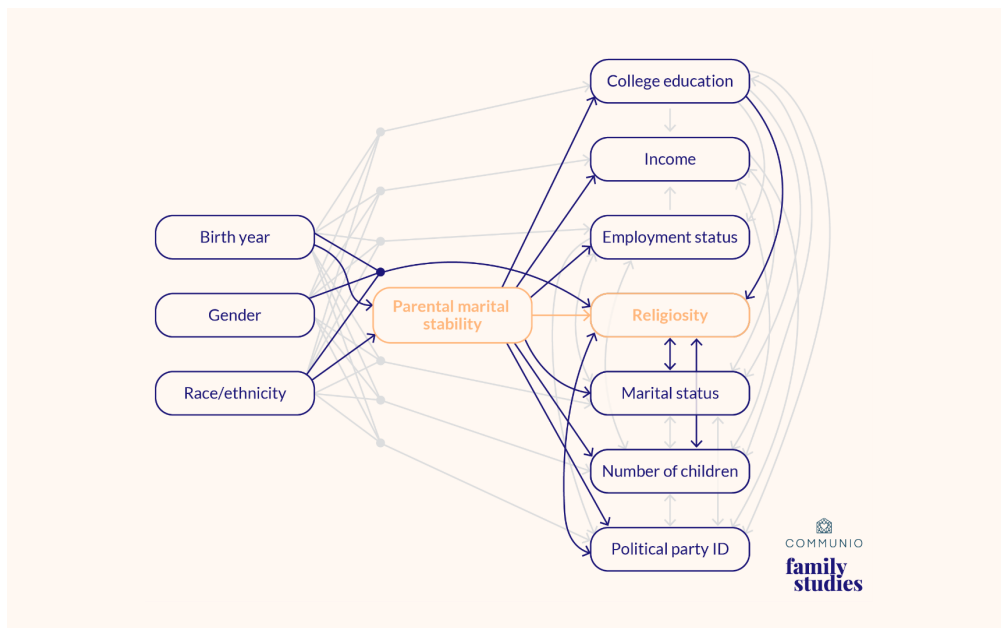 College education
Income
Birth year
Employment status
Gender
Parental marital
stability
Religiosity
Race/ethnicity
Marital status
Number of children
Political party ID
COMMUNIO
family
studies